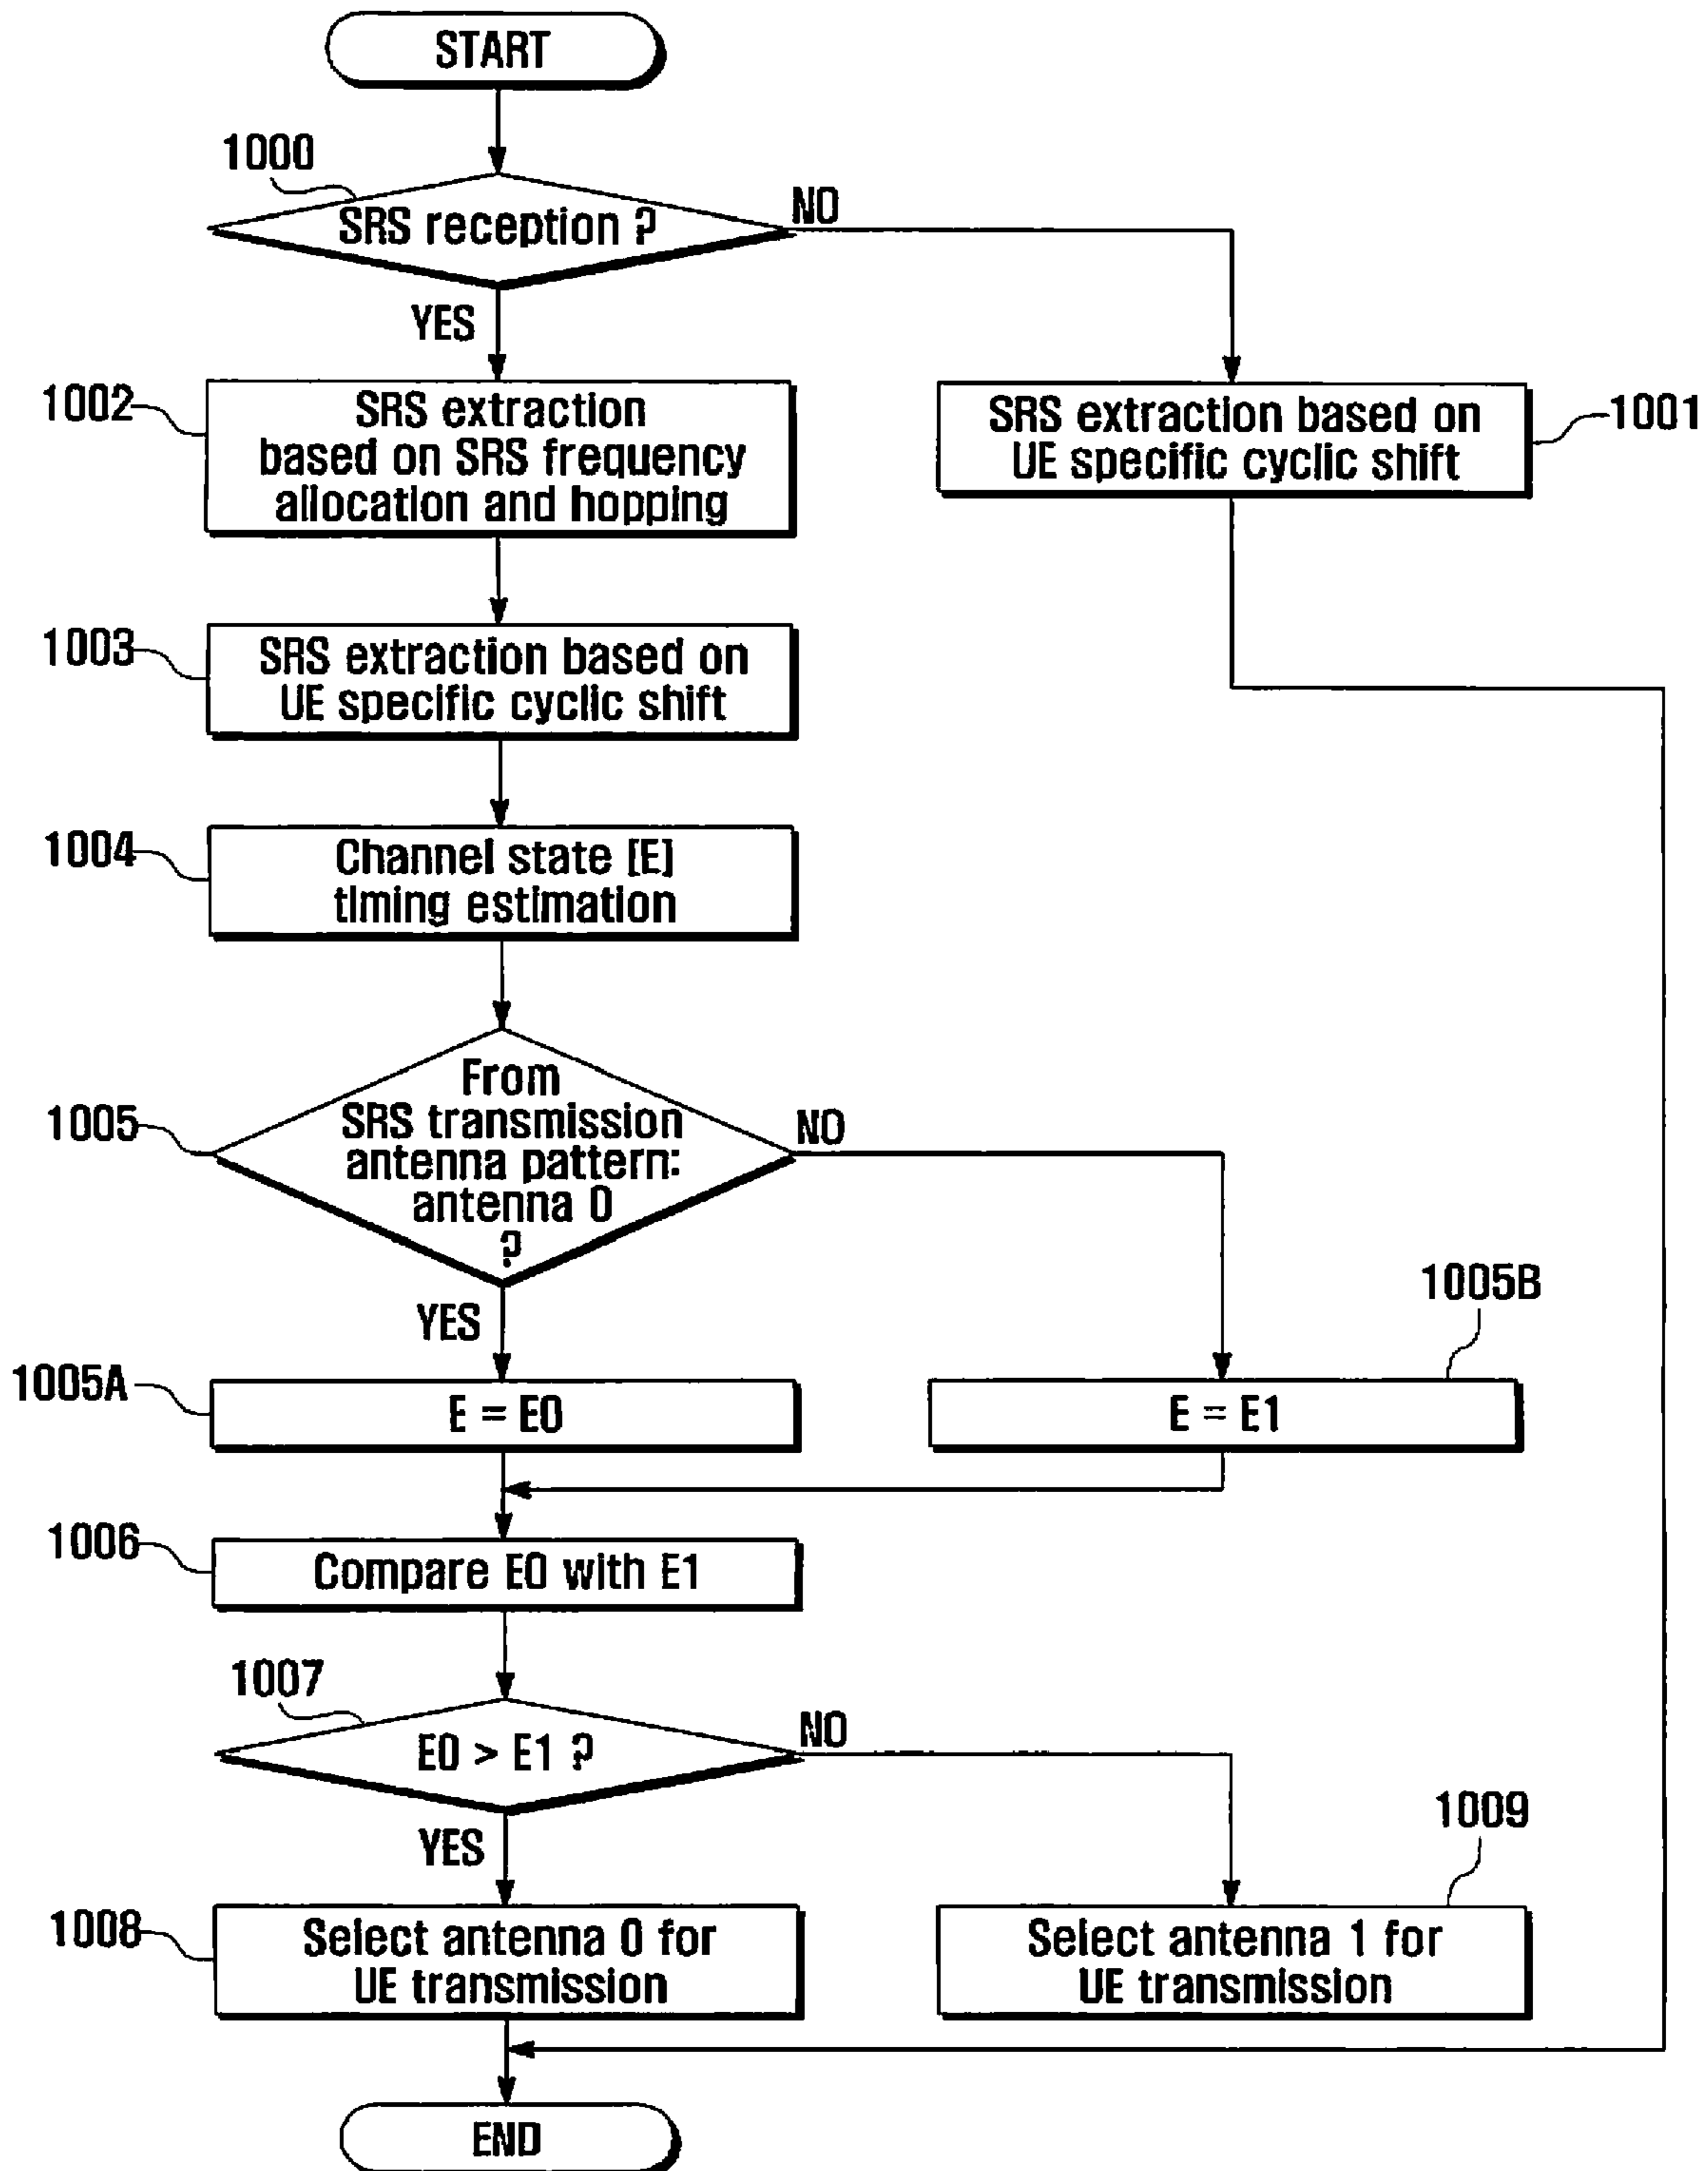 START
1000
SRS reception ?
NO
YES
1002
SRS extraction
based on SRS frequency
allocation and hopping
SRS extraction based on
UE specific cyclic shift
1001
1003
SRS extraction based on
UE specific cyclic shift
1004
Channel state [E]
timing estimation
1005
From
SRS transmission
antenna pattern:
antenna 0
?
NO
YES
1005B
1005A
E = E0
E = E1
1006
Compare E0 with E1
1007
E0 > E1 ?
NO
YES
1009
1008
Select antenna 0 for
UE transmission
Select antenna 1 for
UE transmission
END